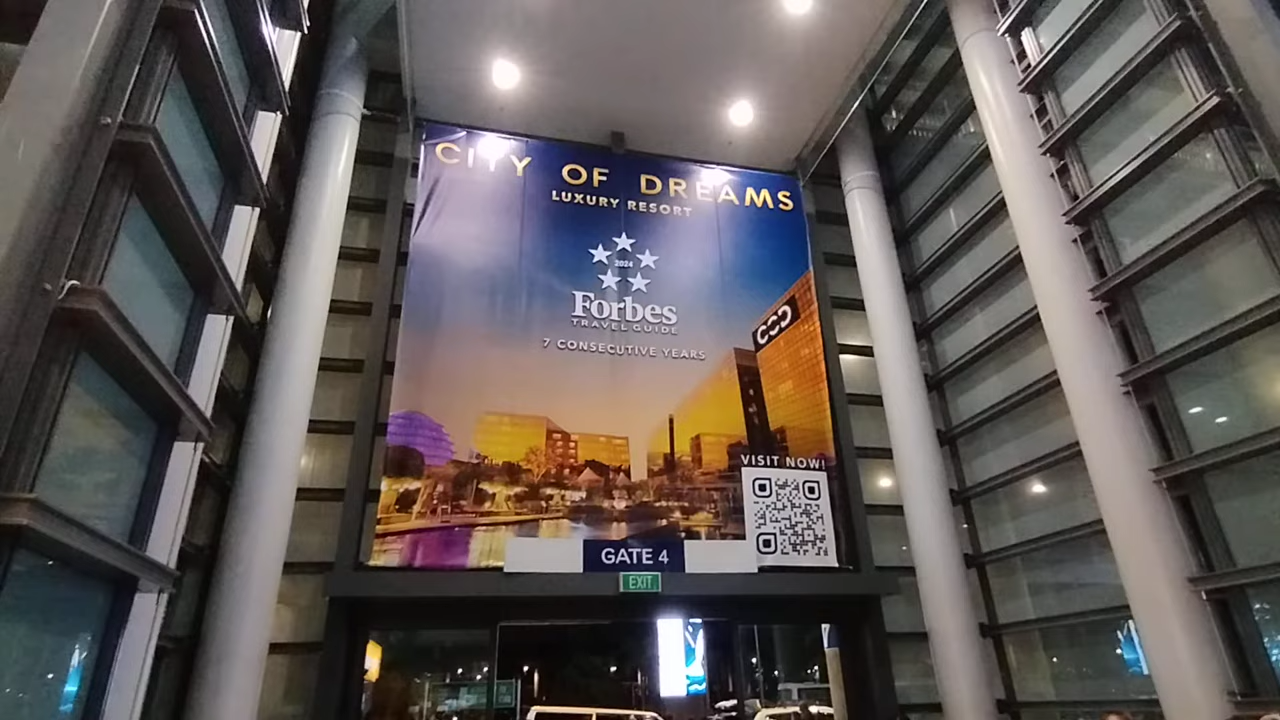 CITY OF DREAMS
LUXURY RESORT
2024
Forbes
TRAVEL GUIDE
7 CONSECUTIVE YEARS
COD
VISIT NOW!
GATE 4
EXIT